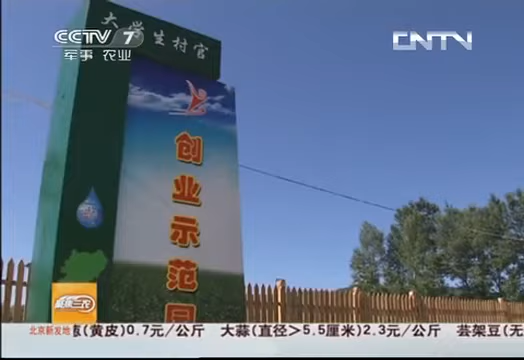 CCTV 7
军事 农业
CNTV
大学生村官
创业示范园
北京新发地 (黄皮)0.7元/公斤 大蒜(直径>5.5厘米)2.3元/公斤 芸架豆(无